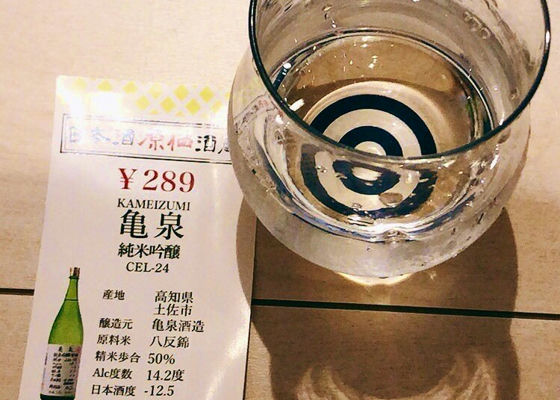 日本酒原価酒
￥289
KAMEIZUMI
亀泉
純米吟醸
CEL-24
産地 高知県
土佐市
醸造元 亀泉酒造
原料米 八反錦
精米歩合 50%
Alc度数 14.2度
日本酒度 -12.5